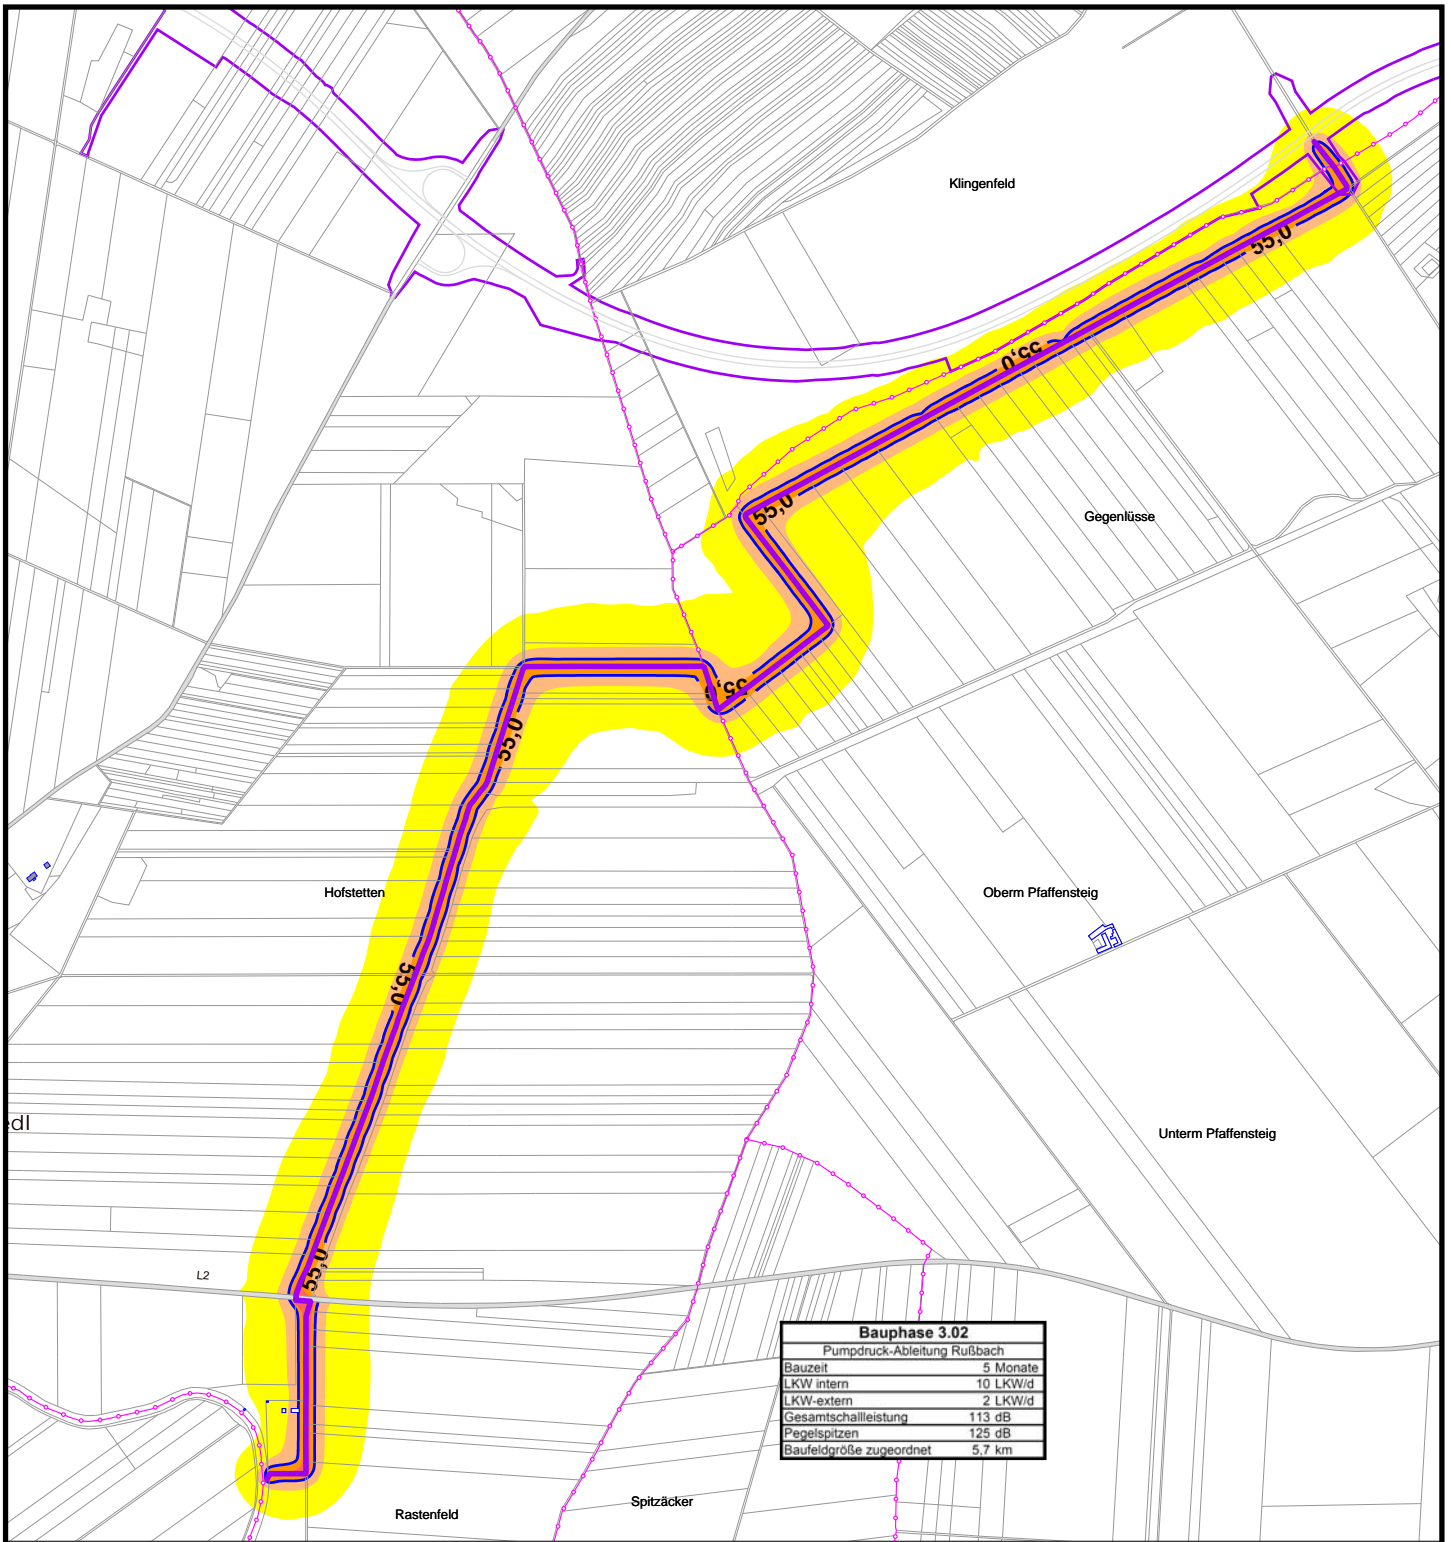 Klingenfeld
55,0
55,0
55,0
Gegenlüsse
55,0
55,0
Hofstetten
Oberm Pfaffensteig
55,0
edl
Unterm Pfaffensteig
55,0
L2
Bauphase 3.02
Pumpdruck-Ableitung Rußbach
Bauzeit 5 Monate
LKW intern 10 LKW/d
LKW-extern 2 LKW/d
Gesamtschallleistung 113 dB
Pegelspitzen 125 dB
Baufeldgröße zugeordnet 5,7 km
Spitzäcker
Rastenfeld